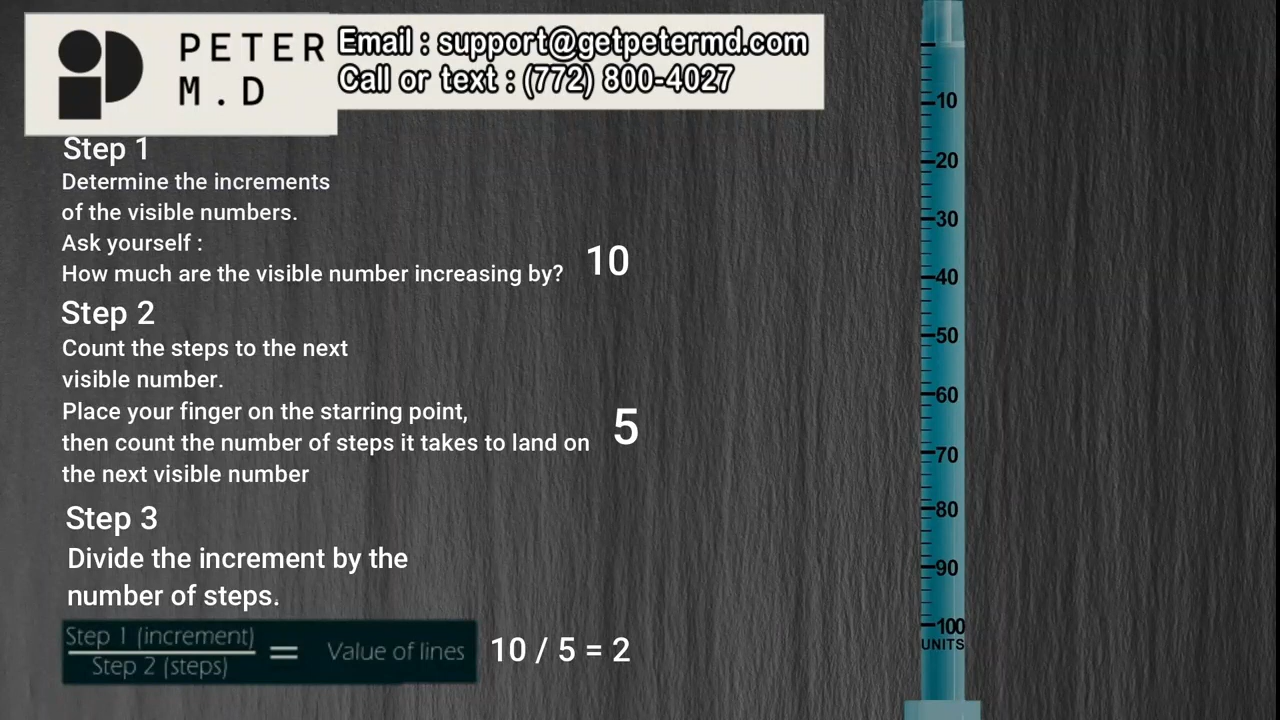 PETER
M.D
Email : support@getpetermd.com
Call or text : (772) 800-4027
Step 1
Determine the increments
of the visible numbers.
Ask yourself :
How much are the visible number increasing by?
10
Step 2
Count the steps to the next
visible number.
Place your finger on the starring point,
then count the number of steps it takes to land on
the next visible number
5
Step 3
Divide the increment by the
number of steps.
Step 1 (increment)
Step 2 (steps)
= Value of lines
10 / 5 = 2
10
20
30
40
50
60
70
80
90
100
UNITS